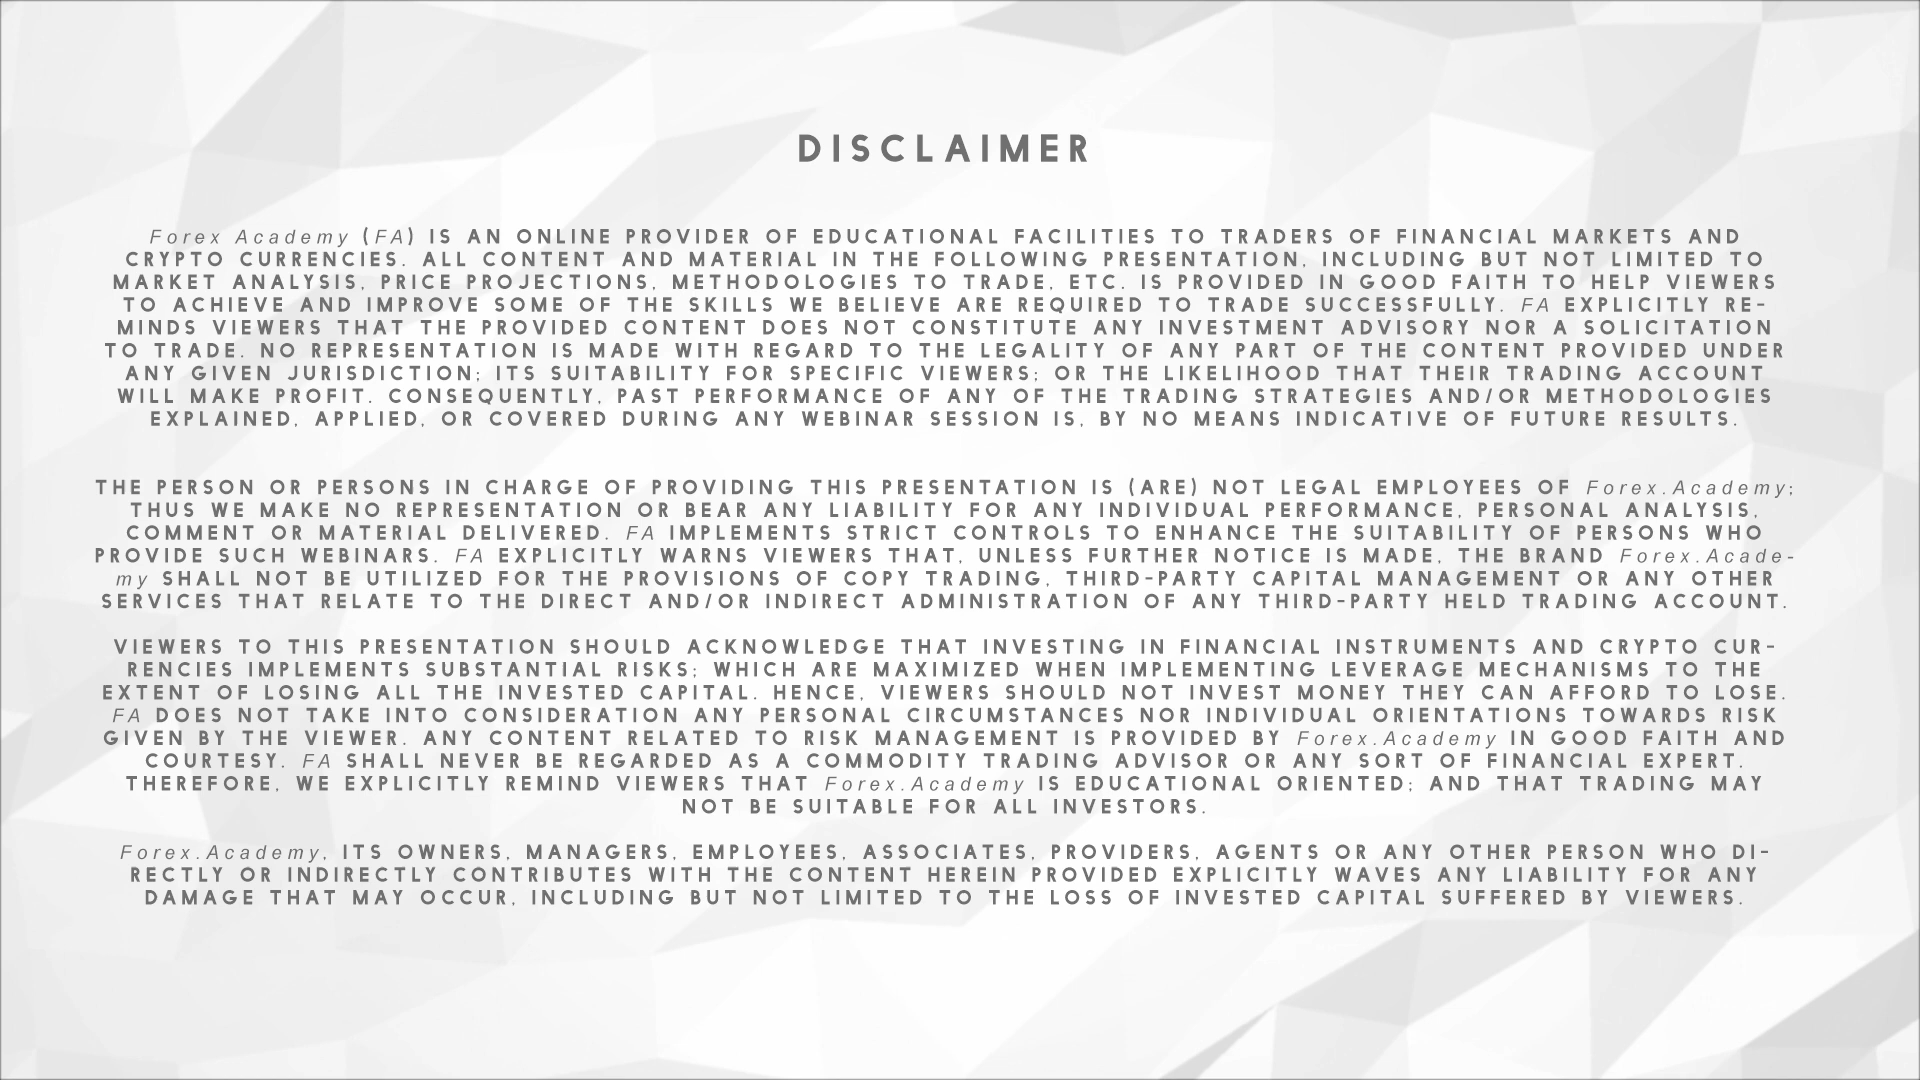 DISCLAIMER
Forex Academy (FA) IS AN ONLINE PROVIDER OF EDUCATIONAL FACILITIES TO TRADERS OF FINANCIAL MARKETS AND
CRYPTO CURRENCIES. ALL CONTENT AND MATERIAL IN THE FOLLOWING PRESENTATION, INCLUDING BUT NOT LIMITED TO
MARKET ANALYSIS, PRICE PROJECTIONS, METHODOLOGIES TO TRADE, ETC. IS PROVIDED IN GOOD FAITH TO HELP VIEWERS
TO ACHIEVE AND IMPROVE SOME OF THE SKILLS WE BELIEVE ARE REQUIRED TO TRADE SUCCESSFULLY. FA EXPLICITLY RE-
MINDS VIEWERS THAT THE PROVIDED CONTENT DOES NOT CONSTITUTE ANY INVESTMENT ADVISORY NOR A SOLICITATION
TO TRADE. NO REPRESENTATION IS MADE WITH REGARD TO THE LEGALITY OF ANY PART OF THE CONTENT PROVIDED UNDER
ANY GIVEN JURISDICTION; ITS SUITABILITY FOR SPECIFIC VIEWERS; OR THE LIKELIHOOD THAT THEIR TRADING ACCOUNT
WILL MAKE PROFIT. CONSEQUENTLY, PAST PERFORMANCE OF ANY OF THE TRADING STRATEGIES AND/OR METHODOLOGIES
EXPLAINED, APPLIED, OR COVERED DURING ANY WEBINAR SESSION IS, BY NO MEANS INDICATIVE OF FUTURE RESULTS.
THE PERSON OR PERSONS IN CHARGE OF PROVIDING THIS PRESENTATION IS (ARE) NOT LEGAL EMPLOYEES OF Forex.Academy;
THUS WE MAKE NO REPRESENTATION OR BEAR ANY LIABILITY FOR ANY INDIVIDUAL PERFORMANCE, PERSONAL ANALYSIS,
COMMENT OR MATERIAL DELIVERED. FA IMPLEMENTS STRICT CONTROLS TO ENHANCE THE SUITABILITY OF PERSONS WHO
PROVIDE SUCH WEBINARS. FA EXPLICITLY WARNS VIEWERS THAT, UNLESS FURTHER NOTICE IS MADE, THE BRAND Forex.Acade-
my SHALL NOT BE UTILIZED FOR THE PROVISIONS OF COPY TRADING, THIRD-PARTY CAPITAL MANAGEMENT OR ANY OTHER
SERVICES THAT RELATE TO THE DIRECT AND/OR INDIRECT ADMINISTRATION OF ANY THIRD-PARTY HELD TRADING ACCOUNT.
VIEWERS TO THIS PRESENTATION SHOULD ACKNOWLEDGE THAT INVESTING IN FINANCIAL INSTRUMENTS AND CRYPTO CUR-
RENCIES IMPLEMENTS SUBSTANTIAL RISKS; WHICH ARE MAXIMIZED WHEN IMPLEMENTING LEVERAGE MECHANISMS TO THE
EXTENT OF LOSING ALL THE INVESTED CAPITAL. HENCE, VIEWERS SHOULD NOT INVEST MONEY THEY CAN AFFORD TO LOSE.
FA DOES NOT TAKE INTO CONSIDERATION ANY PERSONAL CIRCUMSTANCES NOR INDIVIDUAL ORIENTATIONS TOWARDS RISK
GIVEN BY THE VIEWER. ANY CONTENT RELATED TO RISK MANAGEMENT IS PROVIDED BY Forex.Academy IN GOOD FAITH AND
COURTESY. FA SHALL NEVER BE REGARDED AS A COMMODITY TRADING ADVISOR OR ANY SORT OF FINANCIAL EXPERT.
THEREFORE, WE EXPLICITLY REMIND VIEWERS THAT Forex.Academy IS EDUCATIONAL ORIENTED; AND THAT TRADING MAY
NOT BE SUITABLE FOR ALL INVESTORS.
Forex.Academy, ITS OWNERS, MANAGERS, EMPLOYEES, ASSOCIATES, PROVIDERS, AGENTS OR ANY OTHER PERSON WHO DI-
RECTLY OR INDIRECTLY CONTRIBUTES WITH THE CONTENT HEREIN PROVIDED EXPLICITLY WAVES ANY LIABILITY FOR ANY
DAMAGE THAT MAY OCCUR, INCLUDING BUT NOT LIMITED TO THE LOSS OF INVESTED CAPITAL SUFFERED BY VIEWERS.